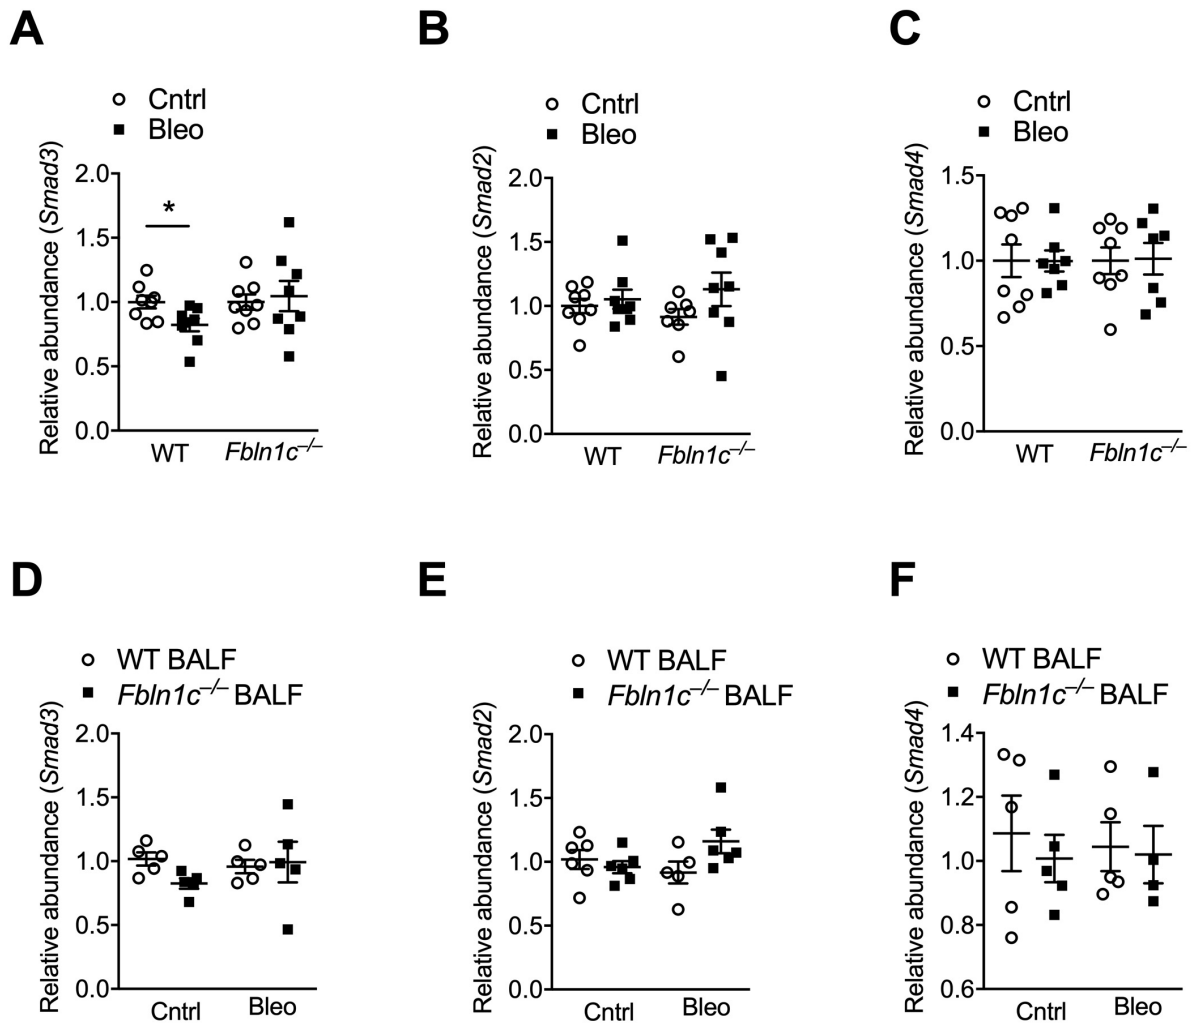 A
Cntrl
Bleo
Relative abundance (Smad3)
2.0
1.5
1.0
0.5
0.0
*
WT
Fbln1c–/–
B
Cntrl
Bleo
Relative abundance (Smad2)
2.0
1.5
1.0
0.5
0.0
WT
Fbln1c–/–
C
Cntrl
Bleo
Relative abundance (Smad4)
1.5
1.0
0.5
0.0
WT
Fbln1c–/–
D
WT BALF
Fbln1c–/– BALF
Relative abundance (Smad3)
2.0
1.5
1.0
0.5
0.0
Cntrl
Bleo
E
WT BALF
Fbln1c–/– BALF
Relative abundance (Smad2)
2.0
1.5
1.0
0.5
0.0
Cntrl
Bleo
F
WT BALF
Fbln1c–/– BALF
Relative abundance (Smad4)
1.4
1.2
1.0
0.8
0.6
Cntrl
Bleo